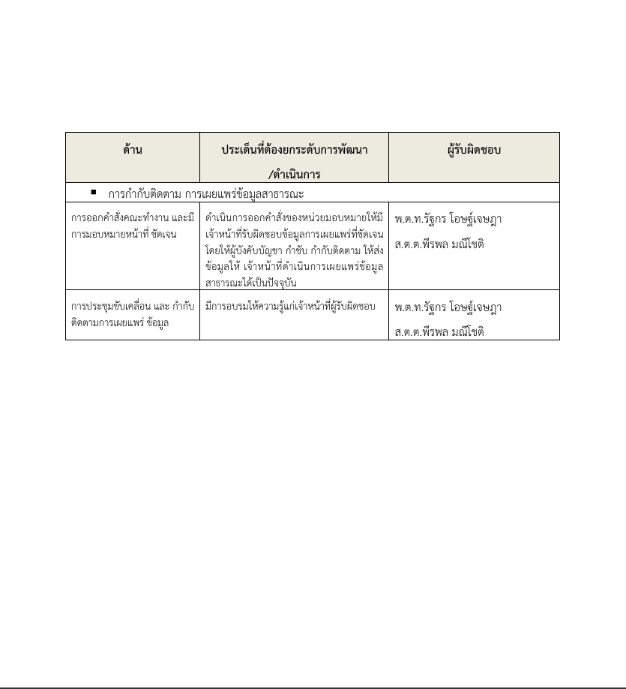 ด้าน
ประเด็นที่ต้องยกระดับการพัฒนา
/ดำเนินการ
ผู้รับผิดชอบ
▪ การกำกับติดตาม การเผยแพร่ข้อมูลสาธารณะ
การออกคำสั่งคณะทำงาน และมี
การมอบหมายหน้าที่ ชัดเจน
ดำเนินการออกคำสั่งของหน่วยมอบหมายให้มี
เจ้าหน้าที่รับผิดชอบข้อมูลการเผยแพร่ที่ชัดเจน
โดยให้ผู้บังคับบัญชา กำชับ กำกับติดตาม ให้ส่ง
ข้อมูลให้ เจ้าหน้าที่ดำเนินการเผยแพร่ข้อมูล
สาธารณะได้เป็นปัจจุบัน
พ.ต.ท.รัฐกร โอษฐ์เจษฎา
ส.ต.ต.พีรพล มณีโชติ
การประชุมขับเคลื่อน และ กำกับ
ติดตามการเผยแพร่ ข้อมูล
มีการอบรมให้ความรู้แก่เจ้าหน้าที่ผู้รับผิดชอบ
พ.ต.ท.รัฐกร โอษฐ์เจษฎา
ส.ต.ต.พีรพล มณีโชติ